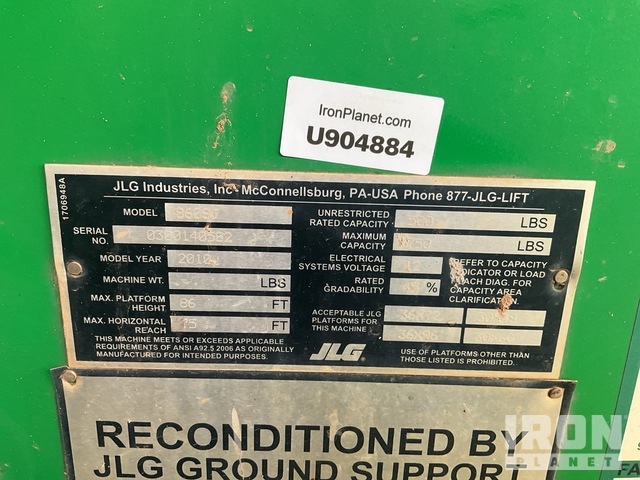 IronPlanet.com
U904884
1706948A
JLG Industries, Inc- McConnellsburg, PA-USA Phone 877-JLG-LIFT
MODEL 860SJ
SERIAL NO. 0300140582
MODEL YEAR 2010
MACHINE WT. LBS
MAX. PLATFORM HEIGHT 86 FT
MAX. HORIZONTAL REACH 75 FT
THIS MACHINE MEETS OR EXCEEDS APPLICABLE
REQUIREMENTS OF ANSI A92.5 2006 AS ORIGINALLY
MANUFACTURED FOR INTENDED PURPOSES.
UNRESTRICTED RATED CAPACITY LBS
MAXIMUM CAPACITY LBS
ELECTRICAL SYSTEMS VOLTAGE
RATED GRADABILITY %
REFER TO CAPACITY
INDICATOR OR LOAD
REACH DIAG. FOR
CAPACITY AREA
CLARIFICATION
ACCEPTABLE JLG
PLATFORMS FOR
THIS MACHINE
JLG
USE OF PLATFORMS OTHER THAN
THOSE LISTED IS PROHIBITED.
RECONDITIONED BY
JLG GROUND SUPPORT
IRON
PLANET
FA